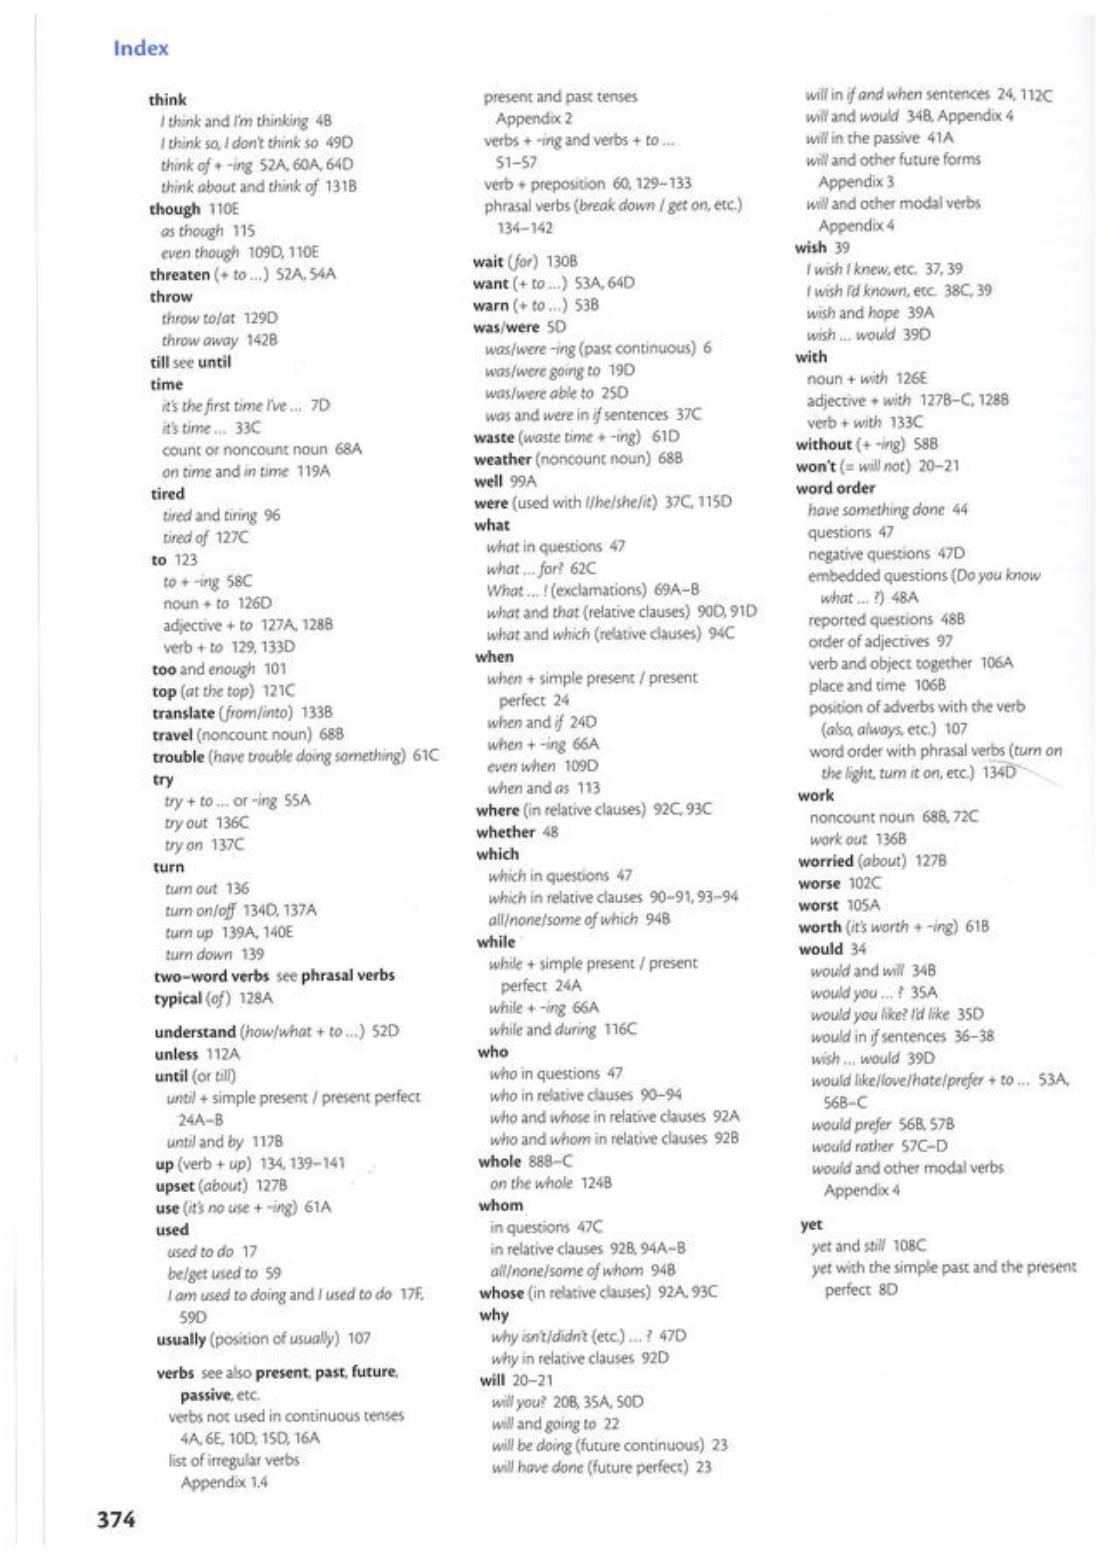 Index
think
I think and I'm thinking 4B
I think so, I don't think so 49D
think of + -ing 52A, 60A, 64D
think about and think of 131B
though 110E
as though 115
even though 109D, 110E
threaten (+ to ...) 52A, 54A
throw
throw to/at 129D
throw away 142B
till see until
time
it's the first time I've ... 7D
it's time ... 33C
count or noncount noun 68A
on time and in time 119A
tired
tired and tiring 96
tired of 127C
to 123
to + -ing 58C
noun + to 126D
adjective + to 127A, 128B
verb + to 129, 133D
too and enough 101
top (at the top) 121C
translate (from/into) 133B
travel (noncount noun) 68B
trouble (have trouble doing something) 61C
try
try + to ... or -ing 55A
try out 136C
try on 137C
turn
turn out 136
turn on/off 134D, 137A
turn up 139A, 140E
turn down 139
two-word verbs see phrasal verbs
typical (of) 128A
understand (how/what + to ...) 52D
unless 112A
until (or till)
until + simple present / present perfect
24A–B
until and by 117B
up (verb + up) 134, 139–141
upset (about) 127B
use (it's no use + -ing) 61A
used
used to do 17
be/get used to 59
I am used to doing and I used to do 17F,
59D
usually (position of usually) 107
verbs see also present, past, future,
passive, etc.
verbs not used in continuous tenses
4A, 6E, 10D, 15D, 16A
list of irregular verbs
Appendix 1.4
374
present and past tenses
Appendix 2
verbs + -ing and verbs + to ...
51–57
verb + preposition 60, 129–133
phrasal verbs (break down / get on, etc.)
134–142
wait (for) 130B
want (+ to ...) 53A, 64D
warn (+ to ...) 53B
was/were 5D
was/were -ing (past continuous) 6
was/were going to 19D
was/were able to 25D
was and were in if sentences 37C
waste (waste time + -ing) 61D
weather (noncount noun) 68B
well 99A
were (used with I/he/she/it) 37C, 115D
what
what in questions 47
what ... for? 62C
What ... ! (exclamations) 69A–B
what and that (relative clauses) 90D, 91D
what and which (relative clauses) 94C
when
when + simple present / present
perfect 24
when and if 24D
when + -ing 66A
even when 109D
when and as 113
where (in relative clauses) 92C, 93C
whether 48
which
which in questions 47
which in relative clauses 90–91, 93–94
all/none/some of which 94B
while
while + simple present / present
perfect 24A
while + -ing 66A
while and during 116C
who
who in questions 47
who in relative clauses 90–94
who and whose in relative clauses 92A
who and whom in relative clauses 92B
whole 88B–C
on the whole 124B
whom
in questions 47C
in relative clauses 92B, 94A–B
all/none/some of whom 94B
whose (in relative clauses) 92A, 93C
why
why isn't/didn't (etc.) ... ? 47D
why in relative clauses 92D
will 20–21
will you? 20B, 35A, 50D
will and going to 22
will be doing (future continuous) 23
will have done (future perfect) 23
will in if and when sentences 24, 112C
will and would 34B, Appendix 4
will in the passive 41A
will and other future forms
Appendix 3
will and other modal verbs
Appendix 4
wish 39
I wish I knew, etc. 37, 39
I wish I'd known, etc. 38C, 39
wish and hope 39A
wish ... would 39D
with
noun + with 126E
adjective + with 127B–C, 128B
verb + with 133C
without (+ -ing) 58B
won't (= will not) 20–21
word order
have something done 44
questions 47
negative questions 47D
embedded questions (Do you know
what ... ?) 48A
reported questions 48B
order of adjectives 97
verb and object together 106A
place and time 106B
position of adverbs with the verb
(also, always, etc.) 107
word order with phrasal verbs (turn on
the light, turn it on, etc.) 134D
work
noncount noun 68B, 72C
work out 136B
worried (about) 127B
worse 102C
worst 105A
worth (it's worth + -ing) 61B
would 34
would and will 34B
would you ... ? 35A
would you like? I'd like 35D
would in if sentences 36–38
wish ... would 39D
would like/love/hate/prefer + to ... 53A,
56B–C
would prefer 56B, 57B
would rather 57C–D
would and other modal verbs
Appendix 4
yet
yet and still 108C
yet with the simple past and the present
perfect 8D